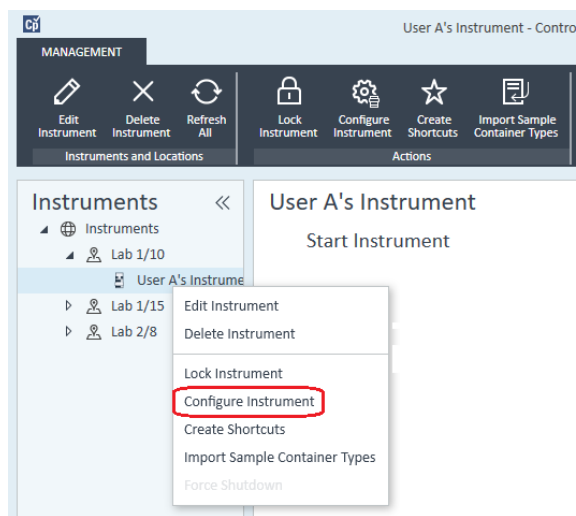 User A's Instrument - Contro
MANAGEMENT
Edit Instrument
Delete Instrument
Refresh All
Lock Instrument
Configure Instrument
Create Shortcuts
Import Sample Container Types
Instruments and Locations
Actions
Instruments
Instruments
Lab 1/10
User A's Instrume
Lab 1/15
Lab 2/8
User A's Instrument
Start Instrument
Edit Instrument
Delete Instrument
Lock Instrument
Configure Instrument
Create Shortcuts
Import Sample Container Types
Force Shutdown